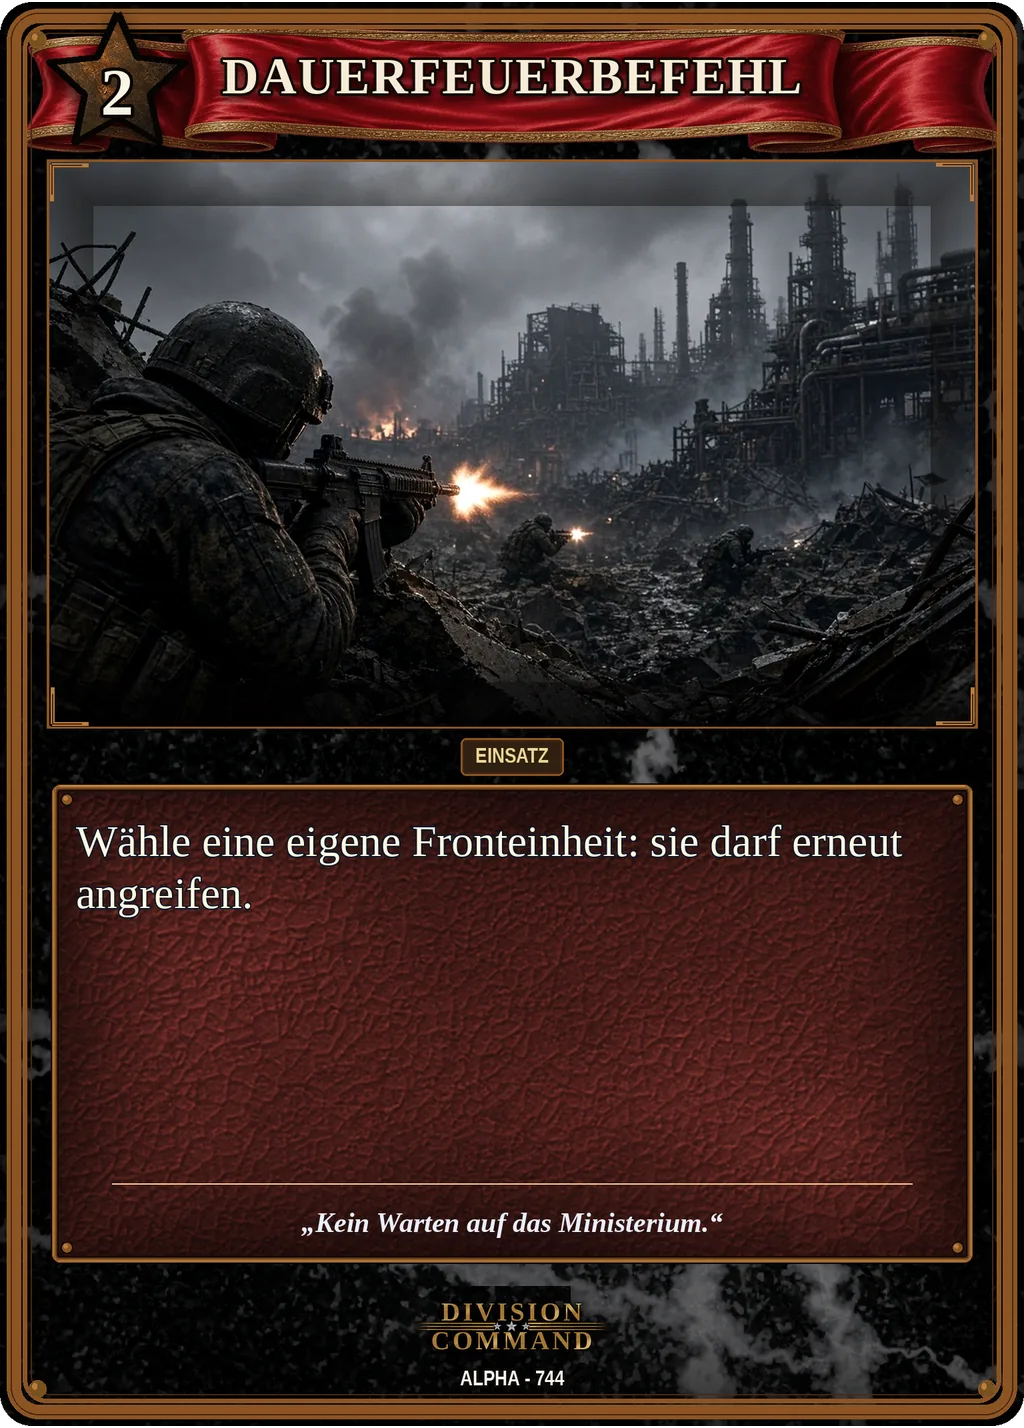 2
DAUERFEUERBEFEHL
EINSATZ
Wähle eine eigene Fronteinheit: sie darf erneut
angreifen.
„Kein Warten auf das Ministerium.“
DIVISION
COMMAND
ALPHA - 744